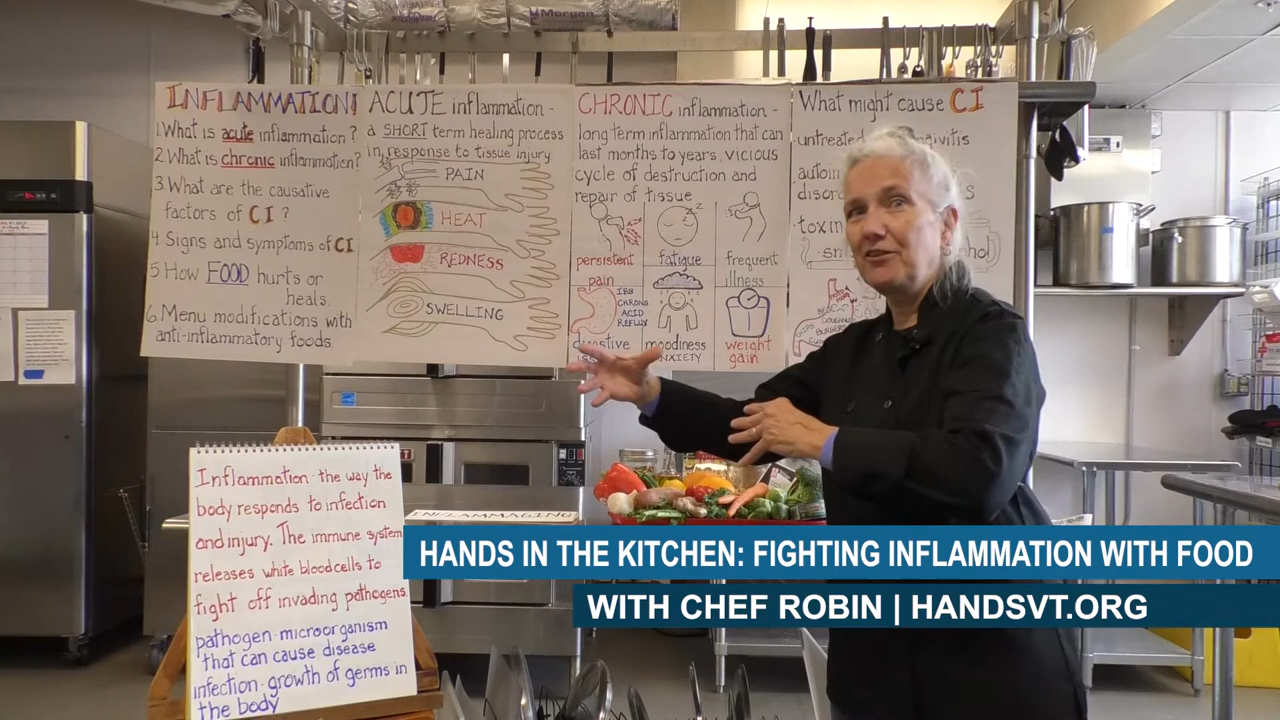 INFLAMMATION!
1. What is acute inflammation?
2. What is chronic inflammation?
3. What are the causative
factors of CI?
4. Signs and symptoms of CI
5. How FOOD hurts or
heals.
6. Menu modifications with
anti-inflammatory foods
ACUTE inflammation -
a SHORT term healing process
in response to tissue injury
PAIN
HEAT
REDNESS
SWELLING
CHRONIC inflammation -
long term inflammation that can
last months to years, vicious
cycle of destruction and
repair of tissue
persistent
pain
fatigue
frequent
illness
IBS
CHRONS
ACID
REFLUX
moodiness
ANXIETY
weight
gain
What might cause CI
untreated
toxin
BURGERS
Inflammation - the way the
body responds to infection
and injury. The immune system
releases white bloodcells to
fight off invading pathogens.
pathogen - microorganism
that can cause disease
infection - growth of germs in
the body
INFLAMMAGING
HANDS IN THE KITCHEN: FIGHTING INFLAMMATION WITH FOOD
WITH CHEF ROBIN | HANDSVT.ORG